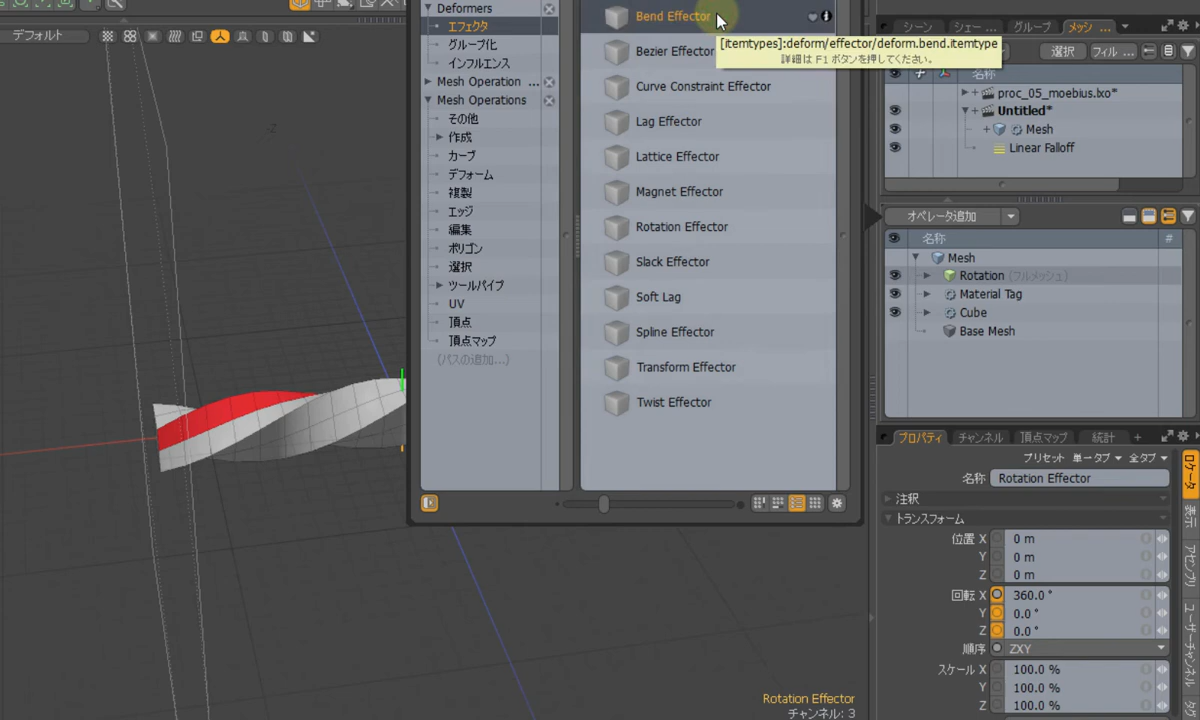 デフォルト
Deformers
エフェクタ
グループ化
インフルエンス
Mesh Operation ...
Mesh Operations
その他
作成
カーブ
デフォーム
複製
エッジ
編集
ポリゴン
選択
ツールパイプ
UV
頂点
頂点マップ
(パスの追加...)
Bend Effector
[itemtypes]:deform/effector/deform.bend.itemtype
詳細は F1 ボタンを押してください。
Bezier Effector
Curve Constraint Effector
Lag Effector
Lattice Effector
Magnet Effector
Rotation Effector
Slack Effector
Soft Lag
Spline Effector
Transform Effector
Twist Effector
シーン
シェー ...
グループ
メッシ ...
選択
フィル ...
名称
proc_05_moebius.lxo*
Untitled*
Mesh
Linear Falloff
オペレータ追加
名称
#
Mesh
Rotation (フルメッシュ)
Material Tag
Cube
Base Mesh
プロパティ
チャンネル
頂点マップ
統計
+
プリセット
単一タブ
全タブ
名称
Rotation Effector
注釈
トランスフォーム
位置 X
0 m
Y
0 m
Z
0 m
回転 X
360.0 °
Y
0.0 °
Z
0.0 °
順序
ZXY
スケール X
100.0 %
Y
100.0 %
Z
100.0 %
ロケータ
表示
アセンブリ
ユーザーチャンネル
タグ
Rotation Effector
チャンネル: 3
Z